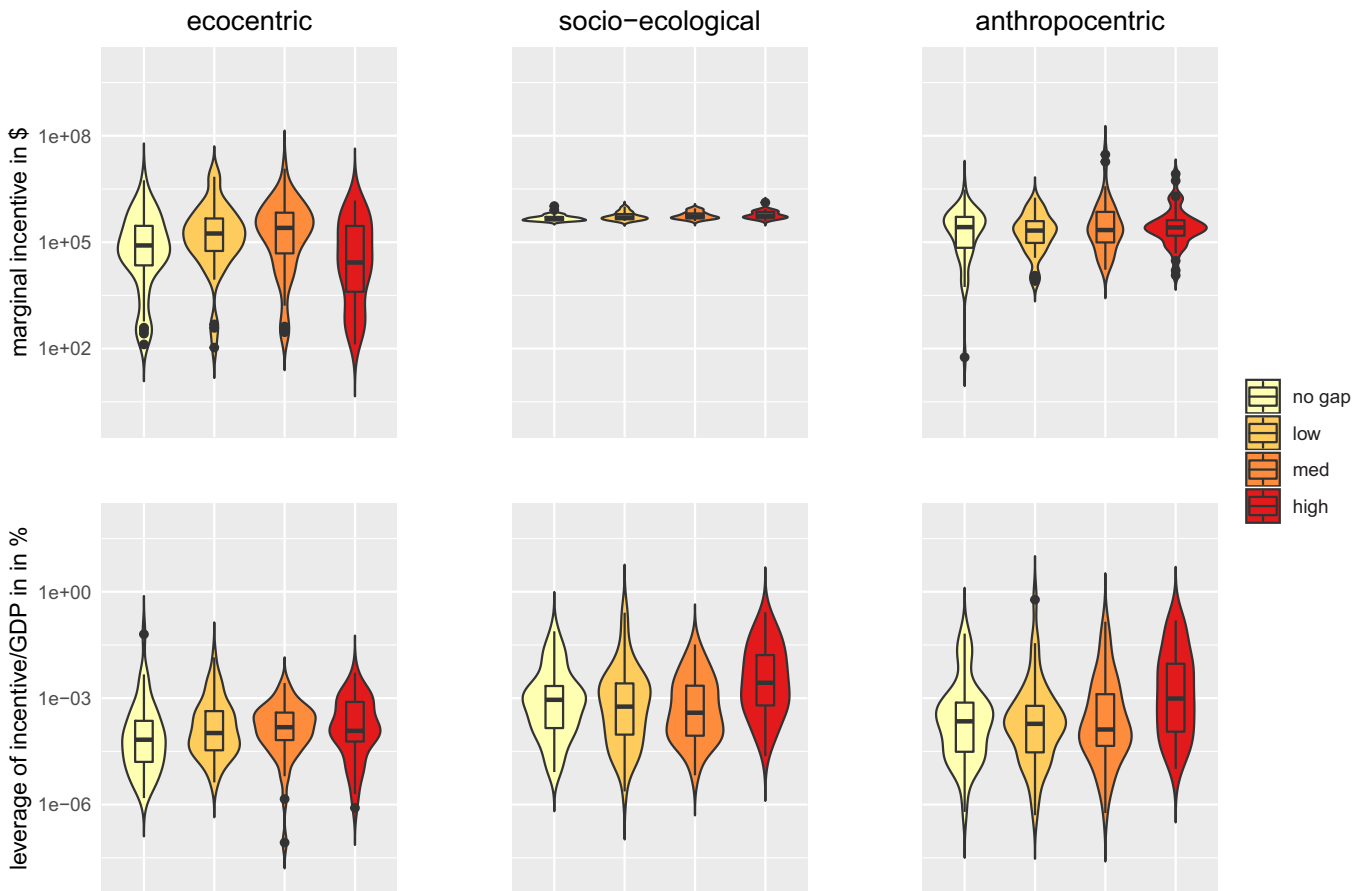 ecocentric socio−ecological anthropocentric
marginal incentive in $
1e+08
1e+05
1e+02
no gap
low
med
high
leverage of incentive/GDP in in %
1e+00
1e−03
1e−06